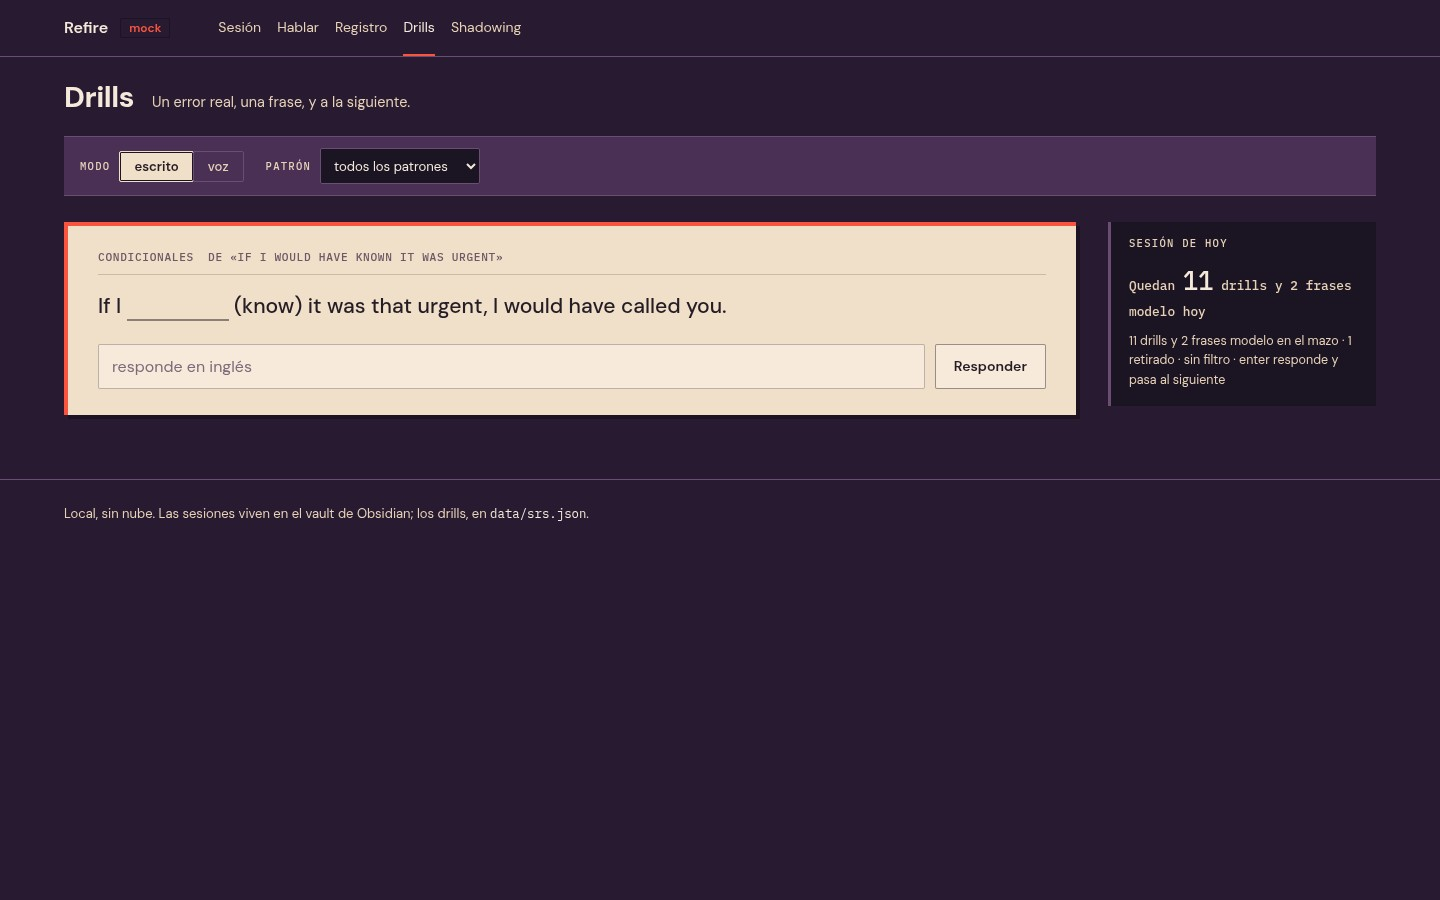 Refire mock Sesión Hablar Registro Drills Shadowing
Drills Un error real, una frase, y a la siguiente.
MODO escrito voz PATRÓN todos los patrones
CONDICIONALES DE «IF I WOULD HAVE KNOWN IT WAS URGENT»
If I ________ (know) it was that urgent, I would have called you.
responde en inglés Responder
SESIÓN DE HOY
Quedan 11 drills y 2 frases
modelo hoy
11 drills y 2 frases modelo en el mazo · 1
retirado · sin filtro · enter responde y
pasa al siguiente
Local, sin nube. Las sesiones viven en el vault de Obsidian; los drills, en data/srs.json.